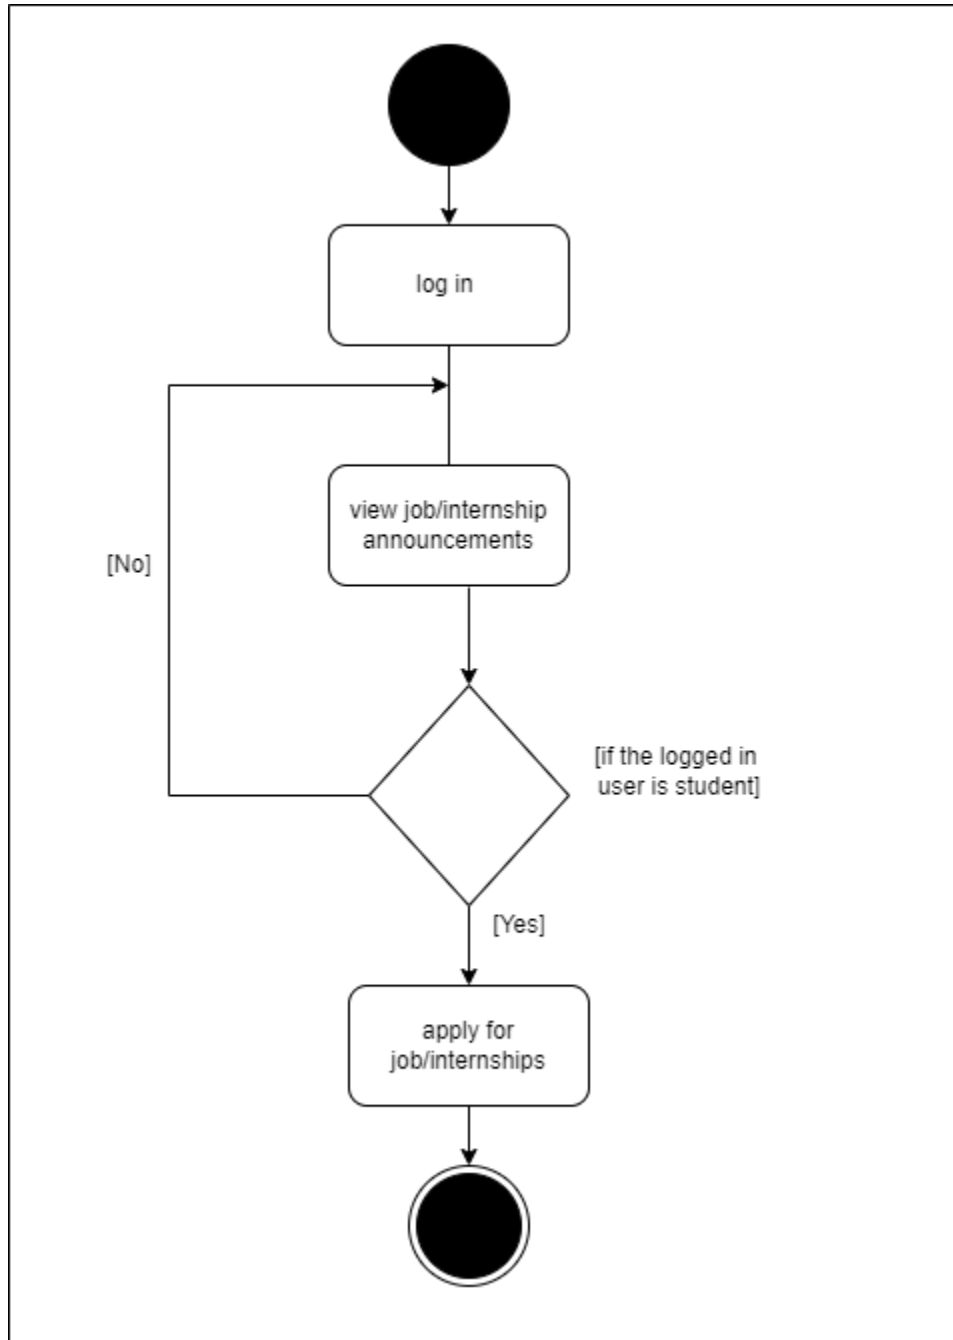 log in
view job/internship
announcements
[No]
[if the logged in
user is student]
[Yes]
apply for
job/internships